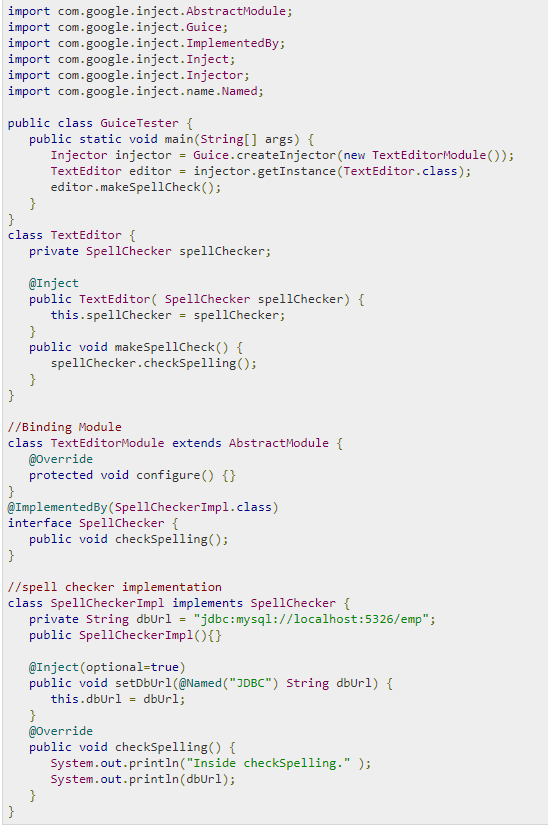 import com.google.inject.AbstractModule;
import com.google.inject.Guice;
import com.google.inject.ImplementedBy;
import com.google.inject.Inject;
import com.google.inject.Injector;
import com.google.inject.name.Named;

public class GuiceTester {
   public static void main(String[] args) {
      Injector injector = Guice.createInjector(new TextEditorModule());
      TextEditor editor = injector.getInstance(TextEditor.class);
      editor.makeSpellCheck();
   }
}
class TextEditor {
   private SpellChecker spellChecker;

   @Inject
   public TextEditor( SpellChecker spellChecker) {
      this.spellChecker = spellChecker;
   }
   public void makeSpellCheck() {
      spellChecker.checkSpelling();
   }
}

//Binding Module
class TextEditorModule extends AbstractModule {
   @Override
   protected void configure() {}
}
@ImplementedBy(SpellCheckerImpl.class)
interface SpellChecker {
   public void checkSpelling();
}

//spell checker implementation
class SpellCheckerImpl implements SpellChecker {
   private String dbUrl = "jdbc:mysql://localhost:5326/emp";
   public SpellCheckerImpl(){}

   @Inject(optional=true)
   public void setDbUrl(@Named("JDBC") String dbUrl) {
      this.dbUrl = dbUrl;
   }
   @Override
   public void checkSpelling() {
      System.out.println("Inside checkSpelling." );
      System.out.println(dbUrl);
   }
}